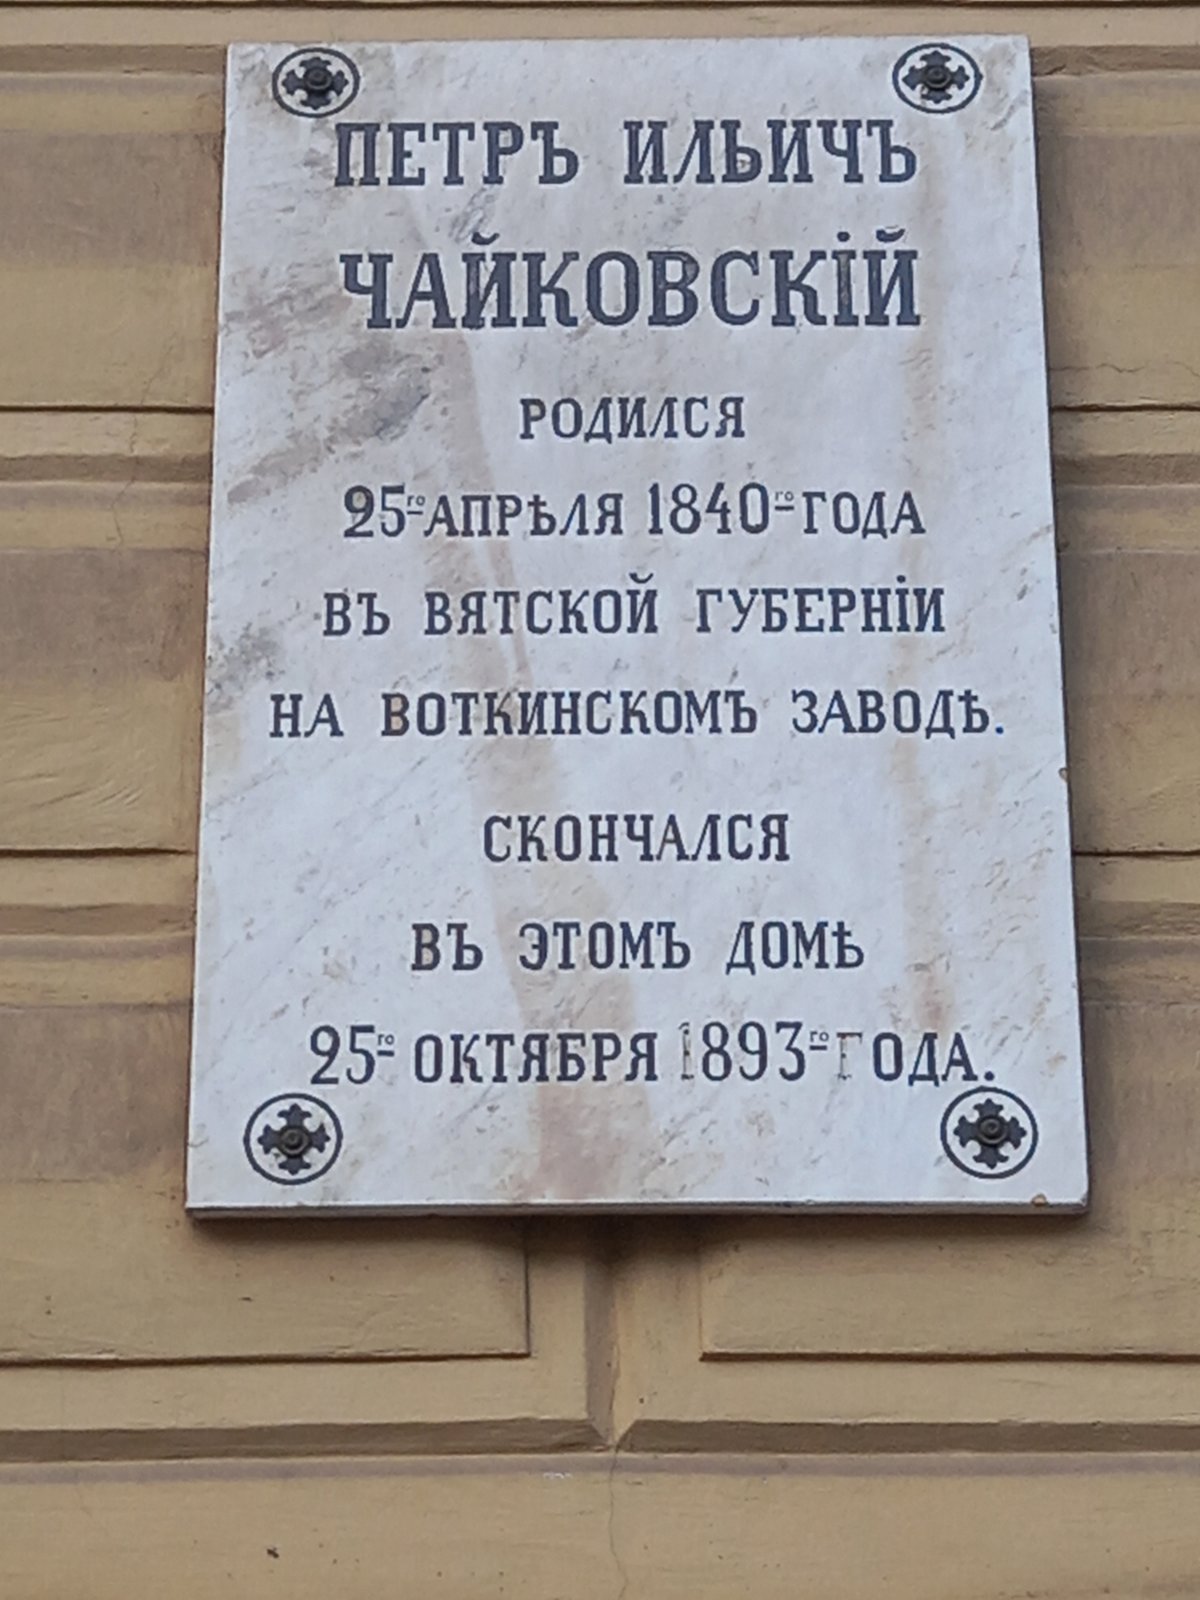 ПЕТРЪ ИЛЬИЧЪ
ЧАЙКОВСКІЙ
РОДИЛСЯ
25го АПРѢЛЯ 1840го ГОДА
ВЪ ВЯТСКОЙ ГУБЕРНІИ
НА ВОТКИНСКОМЪ ЗАВОДѢ.
СКОНЧАЛСЯ
ВЪ ЭТОМЪ ДОМѢ
25го ОКТЯБРЯ 1893го ГОДА.